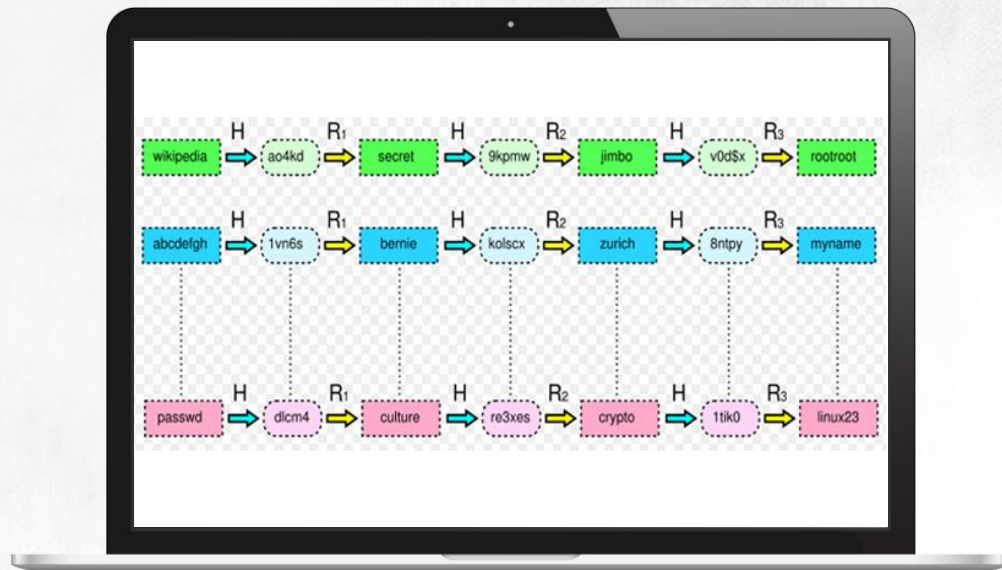 H R₁ H R₂ H R₃
wikipedia ao4kd secret 9kpmw jimbo v0d$x rootroot
H R₁ H R₂ H R₃
abcdefgh 1vn6s bernie kolscx zurich 8ntpy myname
H R₁ H R₂ H R₃
passwd dlcm4 culture re3xes crypto 1tik0 linux23